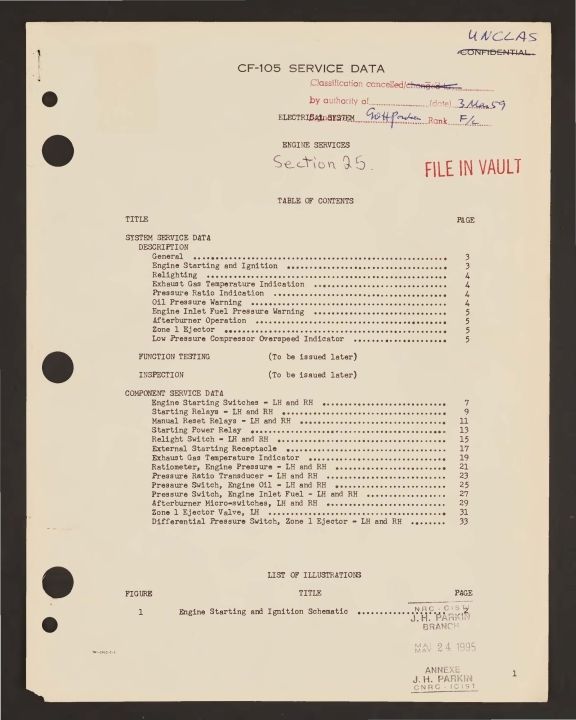 UNCLAS
CONFIDENTIAL
CF-105 SERVICE DATA
Classification cancelled/changed to
by authority of (date) 3 Mar 59
ELECTRICAL SYSTEM Rank F/L
ENGINE SERVICES
Section 25.
FILE IN VAULT
TABLE OF CONTENTS
TITLE PAGE
SYSTEM SERVICE DATA
DESCRIPTION
General 3
Engine Starting and Ignition 3
Relighting 4
Exhaust Gas Temperature Indication 4
Pressure Ratio Indication 4
Oil Pressure Warning 4
Engine Inlet Fuel Pressure Warning 5
Afterburner Operation 5
Zone 1 Ejector 5
Low Pressure Compressor Overspeed Indicator 5
FUNCTION TESTING (To be issued later)
INSPECTION (To be issued later)
COMPONENT SERVICE DATA
Engine Starting Switches - LH and RH 7
Starting Relays - LH and RH 9
Manual Reset Relays - LH and RH 11
Starting Power Relay 13
Relight Switch - LH and RH 15
External Starting Receptacle 17
Exhaust Gas Temperature Indicator 19
Ratiometer, Engine Pressure - LH and RH 21
Pressure Ratio Transducer - LH and RH 23
Pressure Switch, Engine Oil - LH and RH 25
Pressure Switch, Engine Inlet Fuel - LH and RH 27
Afterburner Micro-switches, LH and RH 29
Zone 1 Ejector Valve, LH 31
Differential Pressure Switch, Zone 1 Ejector - LH and RH 33
LIST OF ILLUSTRATIONS
FIGURE TITLE PAGE
1 Engine Starting and Ignition Schematic 2
NRC - CISTI
J. H. PARKIN
BRANCH
MAI
MAY 24 1995
ANNEXE
J. H. PARKIN
CNRC - ICIST
1